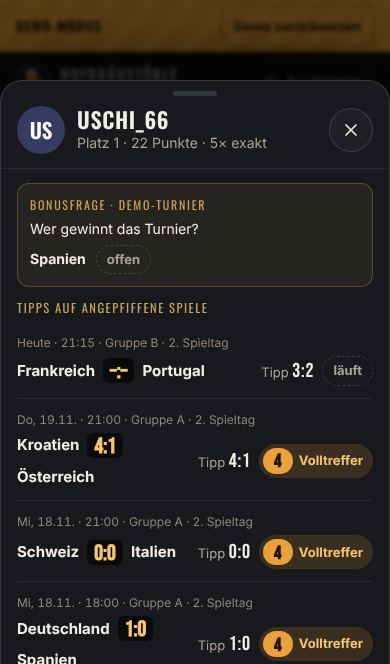 DEMO-MODUS
Demo zurücksetzen
US
USCHI_66
Platz 1 · 22 Punkte · 5× exakt
BONUSFRAGE · DEMO-TURNIER
Wer gewinnt das Turnier?
Spanien offen
TIPPS AUF ANGEPFIFFENE SPIELE
Heute · 21:15 · Gruppe B · 2. Spieltag
Frankreich -:- Portugal Tipp 3:2 läuft
Do, 19.11. · 21:00 · Gruppe A · 2. Spieltag
Kroatien 4:1
Österreich
Tipp 4:1 4 Volltreffer
Mi, 18.11. · 21:00 · Gruppe A · 2. Spieltag
Schweiz 0:0 Italien Tipp 0:0 4 Volltreffer
Mi, 18.11. · 18:00 · Gruppe A · 2. Spieltag
Deutschland 1:0
Spanien
Tipp 1:0 4 Volltreffer